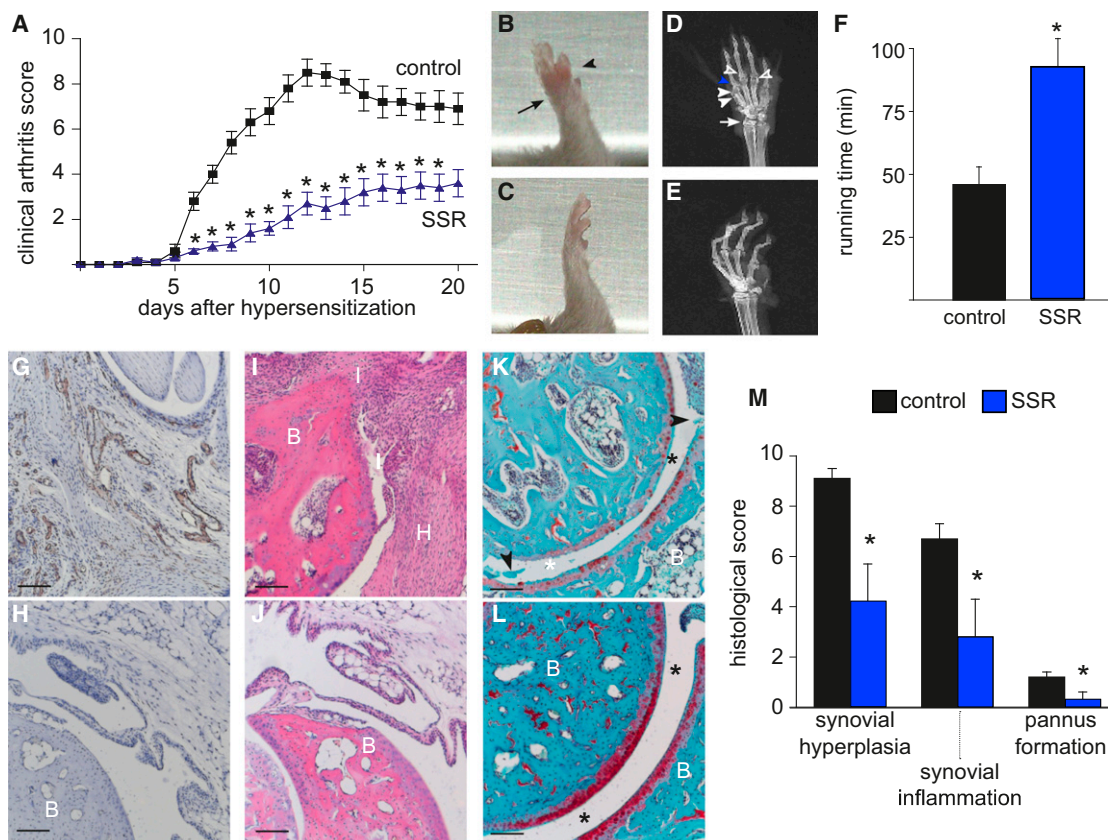 A
clinical arthritis score
10
8
6
4
2
control
* * * * * * * * * * * * * *
SSR
5
10
15
20
days after hypersensitization
B
C
D
E
F
running time (min)
100
75
50
25
*
control
SSR
G
H
B
I
I
B
I
H
J
B
K
*
*
B
L
*
B
B
*
M
control
SSR
histological score
10
8
6
4
2
0
*
*
*
synovial
hyperplasia
synovial
inflammation
pannus
formation